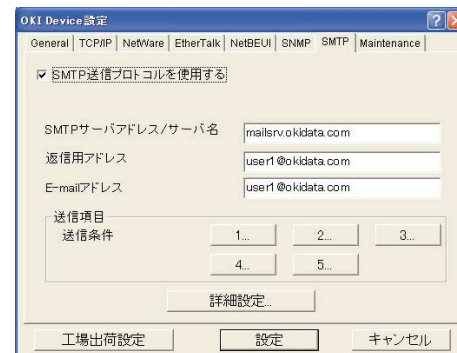 OKI Device設定
General TCP/IP NetWare EtherTalk NetBEUI SNMP SMTP Maintenance
SMTP送信プロトコルを使用する
SMTPサーバアドレス/サーバ名 mailsrv.okidata.com
返信用アドレス user1@okidata.com
E-mailアドレス user1@okidata.com
送信項目
送信条件 1... 2... 3...
4... 5...
詳細設定...
工場出荷設定 設定 キャンセル